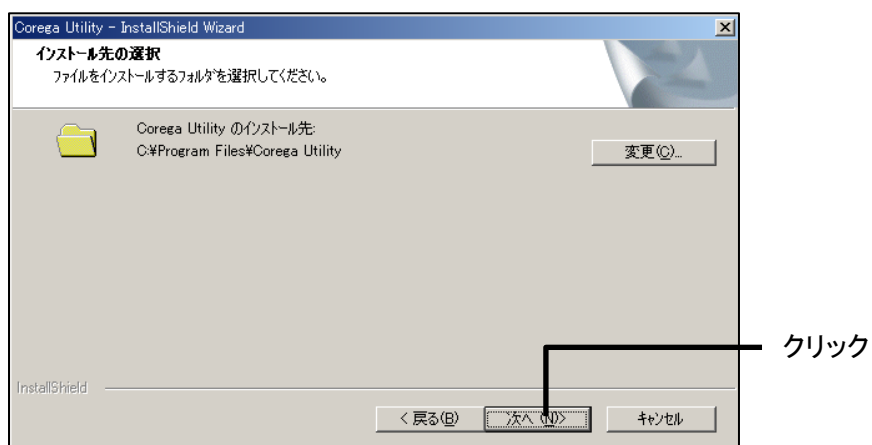 Corega Utility - InstallShield Wizard
インストール先の選択
ファイルをインストールするフォルダを選択してください。
Corega Utility のインストール先:
C:¥Program Files¥Corega Utility
変更(C)...
クリック
InstallShield
< 戻る(B)
次へ (N)>
キャンセル